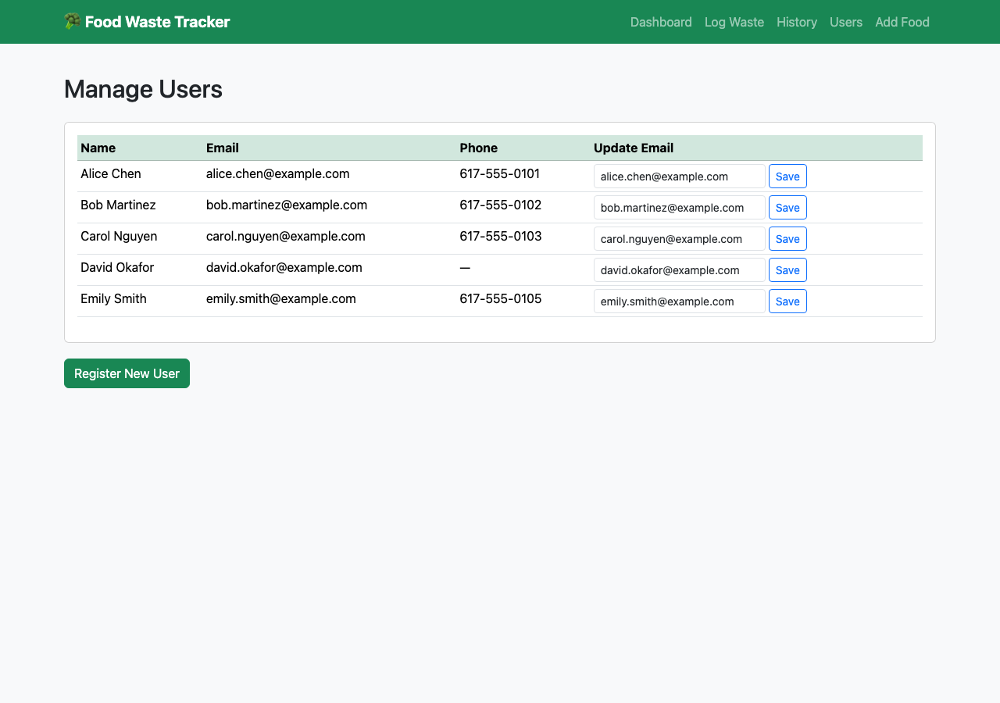 🥦 Food Waste Tracker Dashboard Log Waste History Users Add Food
Manage Users
Name Email Phone Update Email
Alice Chen alice.chen@example.com 617-555-0101 alice.chen@example.com Save
Bob Martinez bob.martinez@example.com 617-555-0102 bob.martinez@example.com Save
Carol Nguyen carol.nguyen@example.com 617-555-0103 carol.nguyen@example.com Save
David Okafor david.okafor@example.com — david.okafor@example.com Save
Emily Smith emily.smith@example.com 617-555-0105 emily.smith@example.com Save
Register New User